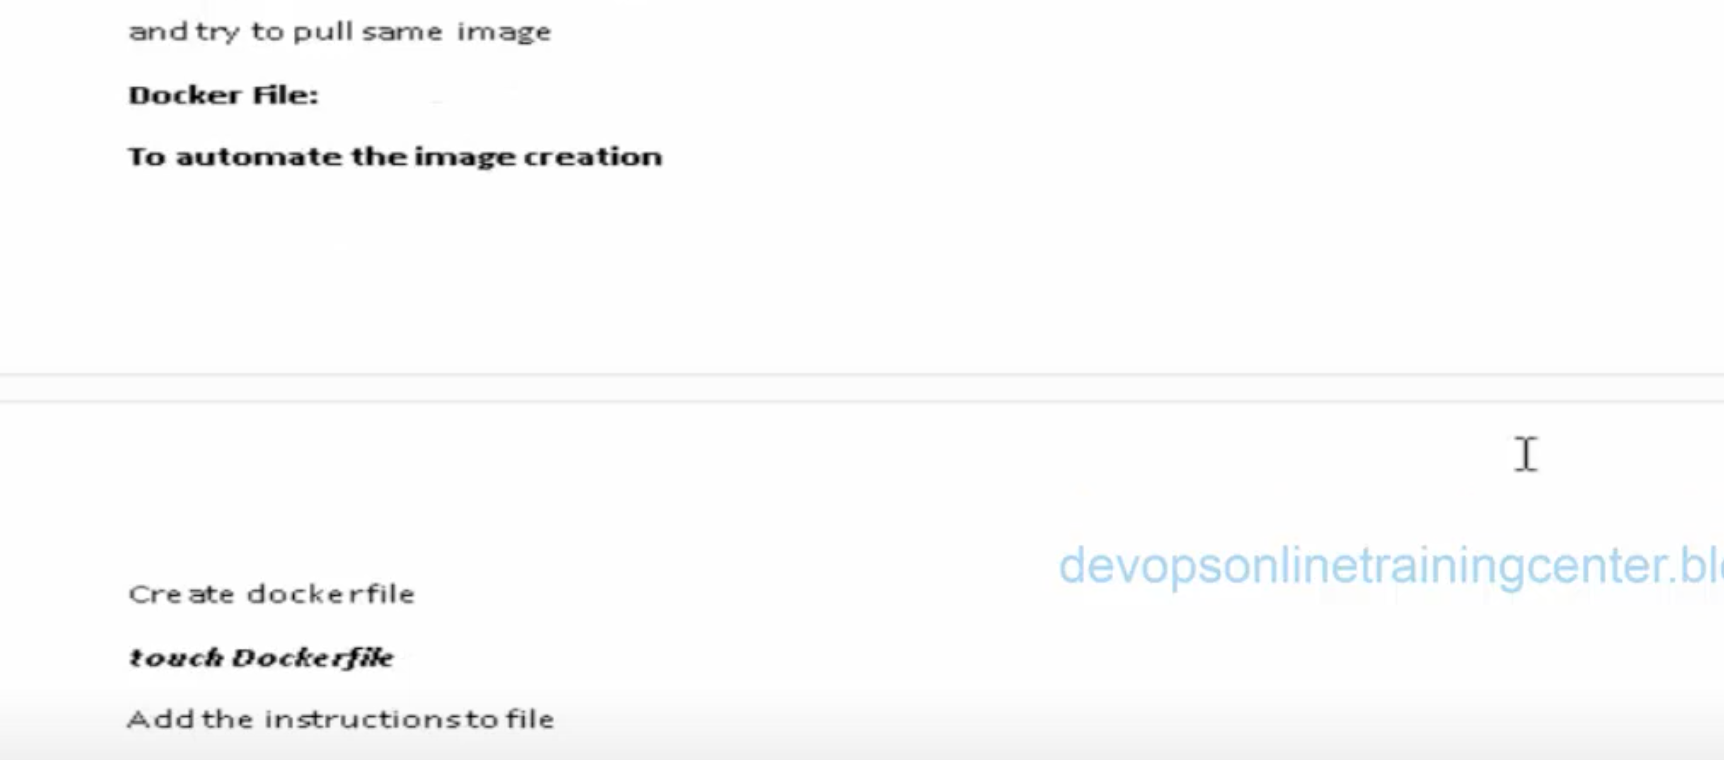 and try to pull same image
Docker File:
To automate the image creation
devopsonlinetrainingcenter.bl
Create dockerfile
touch Dockerfile
Add the instructions to file